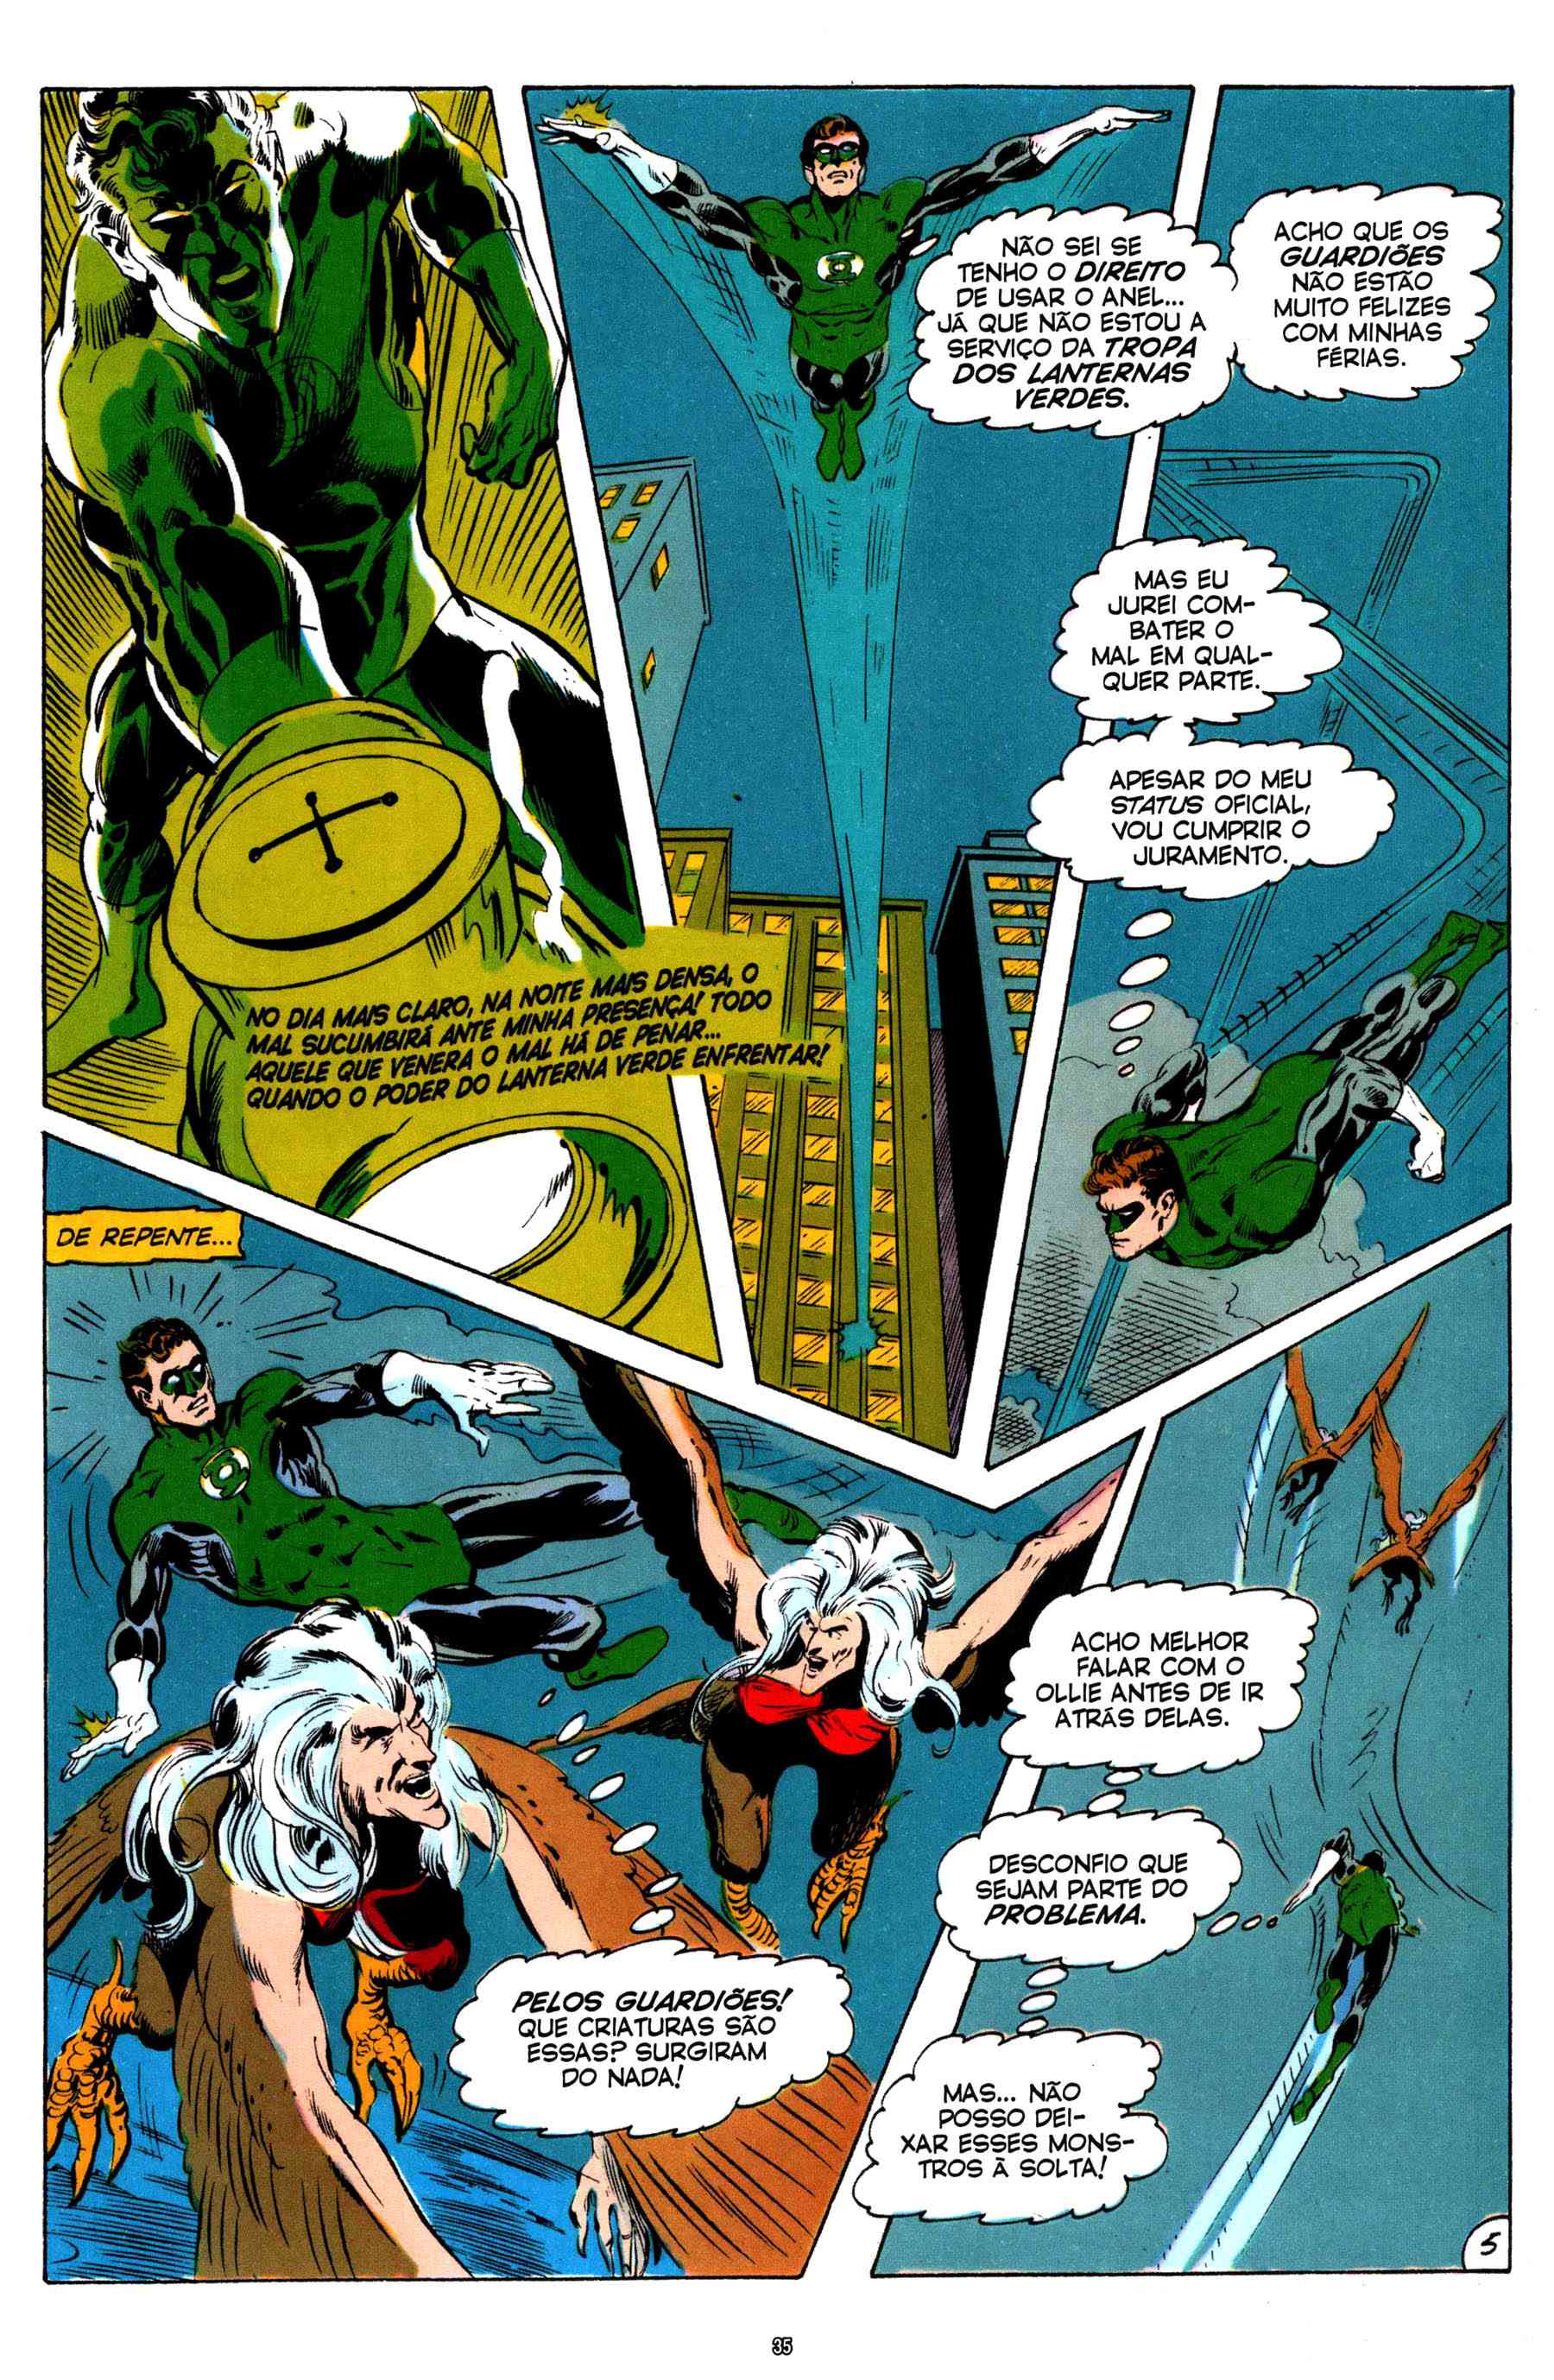 NO DIA MAIS CLARO, NA NOITE MAIS DENSA, O
MAL SUCUMBIRÁ ANTE MINHA PRESENÇA! TODO
AQUELE QUE VENERA O MAL HÁ DE PENAR...
QUANDO O PODER DO LANTERNA VERDE ENFRENTAR!
NÃO SEI SE
TENHO O DIREITO
DE USAR O ANEL...
JÁ QUE NÃO ESTOU A
SERVIÇO DA TROPA
DOS LANTERNAS
VERDES.
ACHO QUE OS
GUARDIÕES
NÃO ESTÃO
MUITO FELIZES
COM MINHAS
FÉRIAS.
MAS EU
JUREI COM-
BATER O
MAL EM QUAL-
QUER PARTE.
APESAR DO MEU
STATUS OFICIAL,
VOU CUMPRIR O
JURAMENTO.
DE REPENTE...
PELOS GUARDIÕES!
QUE CRIATURAS SÃO
ESSAS? SURGIRAM
DO NADA!
ACHO MELHOR
FALAR COM O
OLLIE ANTES DE IR
ATRÁS DELAS.
DESCONFIO QUE
SEJAM PARTE DO
PROBLEMA.
MAS... NÃO
POSSO DEI-
XAR ESSES MONS-
TROS À SOLTA!
5
35